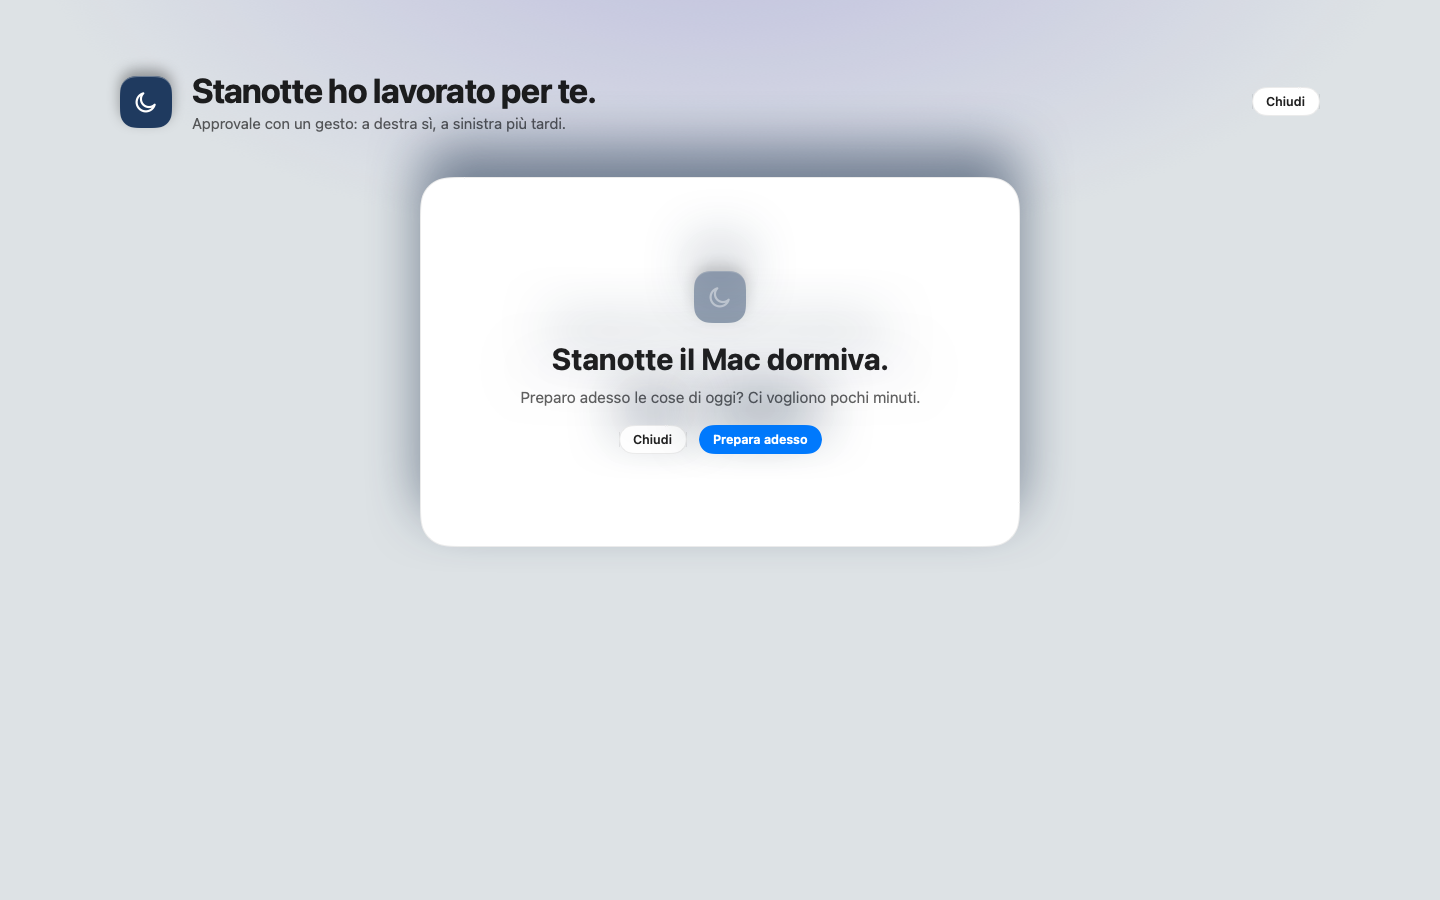 Stanotte ho lavorato per te.
Approvale con un gesto: a destra sì, a sinistra più tardi.
Chiudi
Stanotte il Mac dormiva.
Preparo adesso le cose di oggi? Ci vogliono pochi minuti.
Chiudi
Prepara adesso